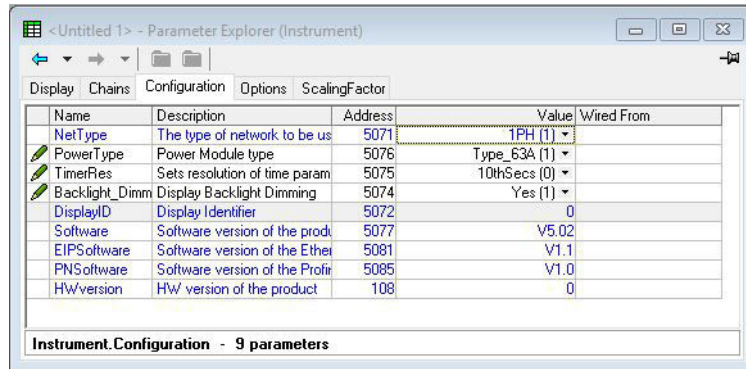 <Untitled 1> - Parameter Explorer (Instrument)
Display Chains Configuration Options ScalingFactor
Name Description Address Value Wired From
NetType The type of network to be us 5071 1PH (1)
PowerType Power Module type 5076 Type_63A (1)
TimerRes Sets resolution of time param 5075 10thSecs (0)
Backlight_Dimm Display Backlight Dimming 5074 Yes (1)
DisplayID Display Identifier 5072 0
Software Software version of the produ 5077 V5.02
EIPSoftware Software version of the Ether 5081 V1.1
PNSoftware Software version of the Profin 5085 V1.0
HWversion HW version of the product 108 0
Instrument.Configuration - 9 parameters